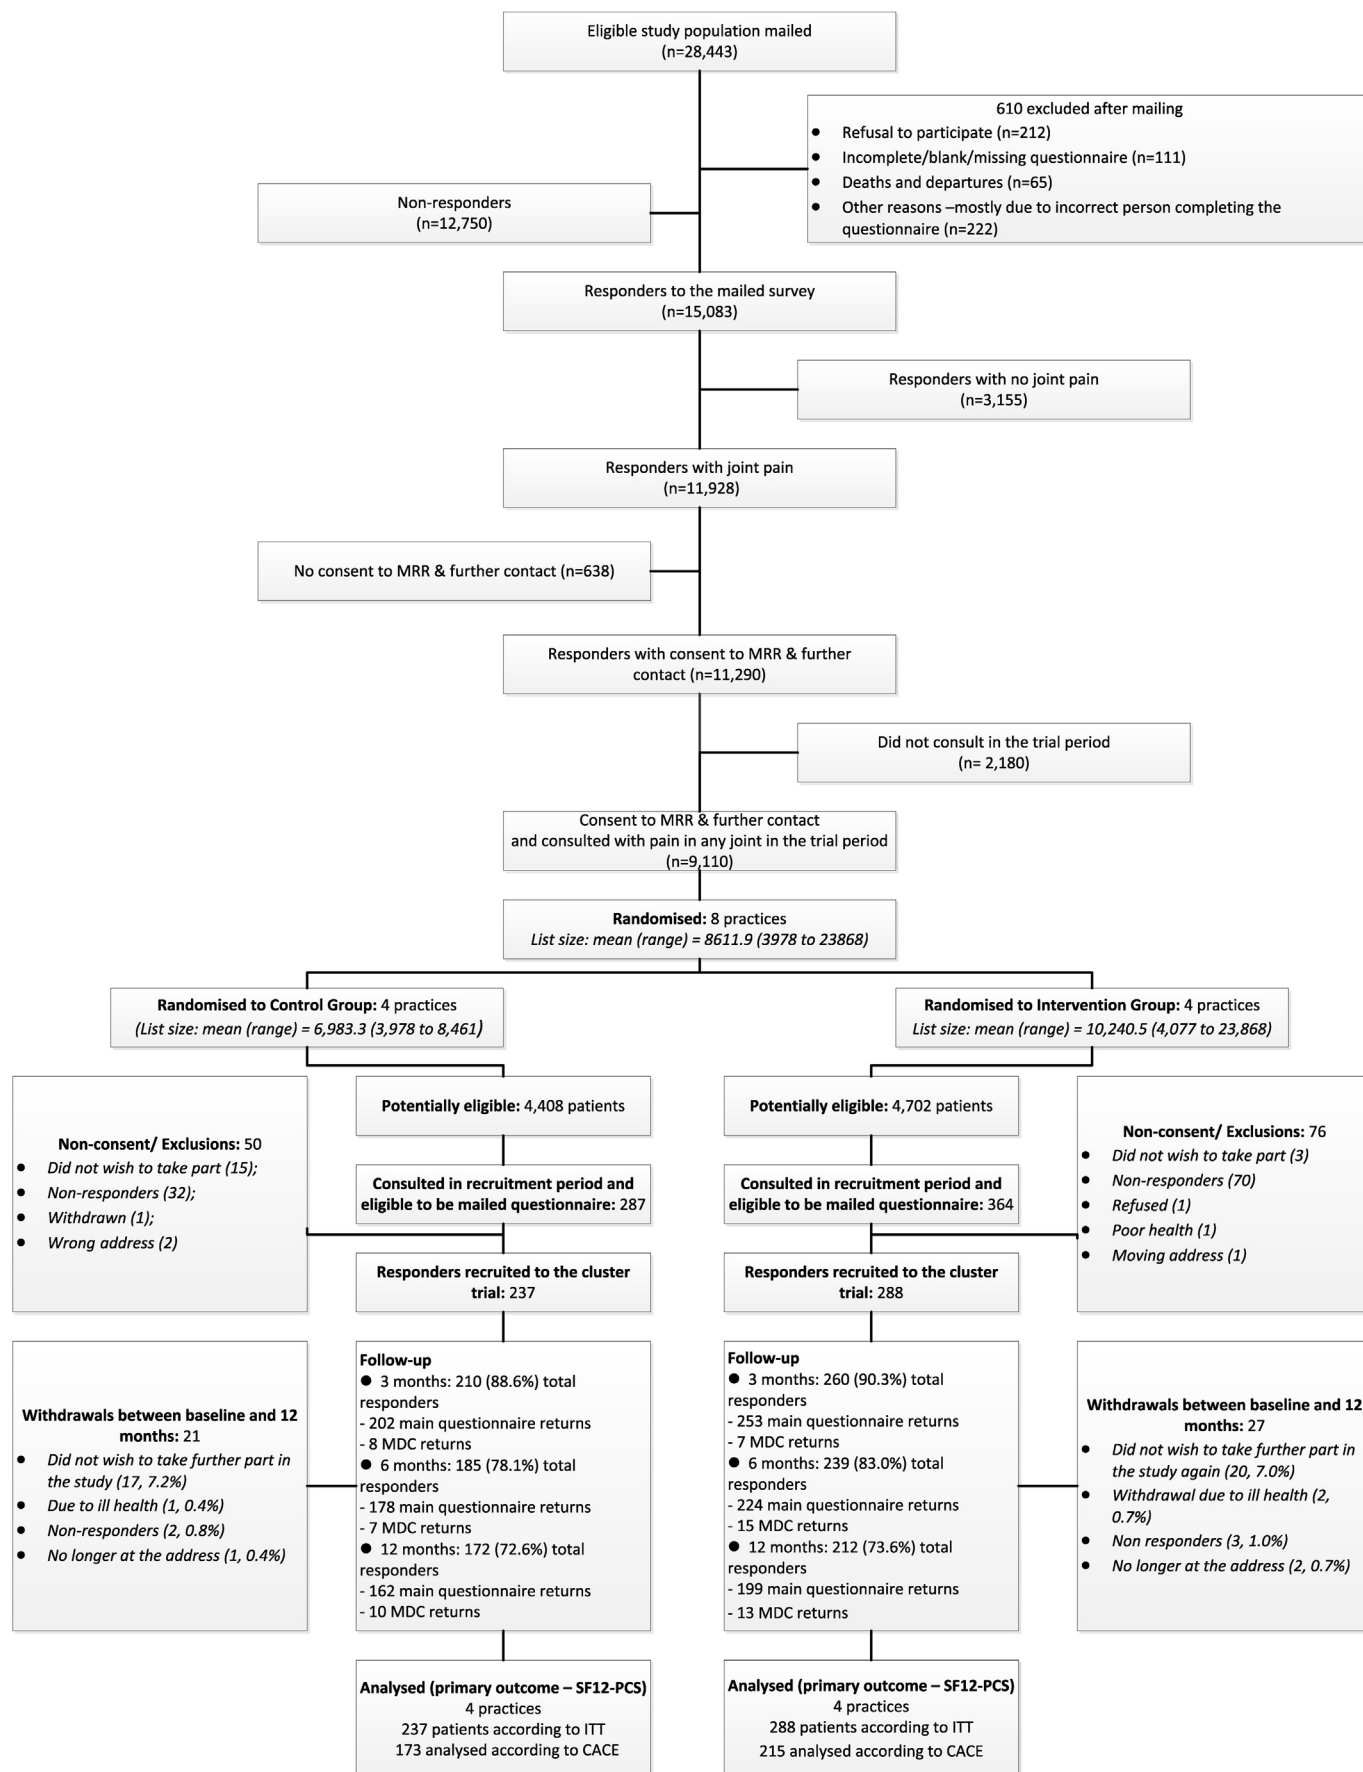 Eligible study population mailed
(n=28,443)
610 excluded after mailing
● Refusal to participate (n=212)
● Incomplete/blank/missing questionnaire (n=111)
● Deaths and departures (n=65)
● Other reasons –mostly due to incorrect person completing the
questionnaire (n=222)
Non-responders
(n=12,750)
Responders to the mailed survey
(n=15,083)
Responders with no joint pain
(n=3,155)
Responders with joint pain
(n=11,928)
No consent to MRR & further contact (n=638)
Responders with consent to MRR & further
contact (n=11,290)
Did not consult in the trial period
(n= 2,180)
Consent to MRR & further contact
and consulted with pain in any joint in the trial period
(n=9,110)
Randomised: 8 practices
List size: mean (range) = 8611.9 (3978 to 23868)
Randomised to Control Group: 4 practices
(List size: mean (range) = 6,983.3 (3,978 to 8,461)
Randomised to Intervention Group: 4 practices
List size: mean (range) = 10,240.5 (4,077 to 23,868)
Potentially eligible: 4,408 patients
Potentially eligible: 4,702 patients
Non-consent/ Exclusions: 50
● Did not wish to take part (15);
● Non-responders (32);
● Withdrawn (1);
● Wrong address (2)
Consulted in recruitment period and
eligible to be mailed questionnaire: 287
Consulted in recruitment period and
eligible to be mailed questionnaire: 364
Non-consent/ Exclusions: 76
● Did not wish to take part (3)
● Non-responders (70)
● Refused (1)
● Poor health (1)
● Moving address (1)
Responders recruited to the cluster
trial: 237
Responders recruited to the cluster
trial: 288
Withdrawals between baseline and 12
months: 21
● Did not wish to take further part in
the study (17, 7.2%)
● Due to ill health (1, 0.4%)
● Non-responders (2, 0.8%)
● No longer at the address (1, 0.4%)
Follow-up
● 3 months: 210 (88.6%) total
responders
- 202 main questionnaire returns
- 8 MDC returns
● 6 months: 185 (78.1%) total
responders
- 178 main questionnaire returns
- 7 MDC returns
● 12 months: 172 (72.6%) total
responders
- 162 main questionnaire returns
- 10 MDC returns
Follow-up
● 3 months: 260 (90.3%) total
responders
- 253 main questionnaire returns
- 7 MDC returns
● 6 months: 239 (83.0%) total
responders
- 224 main questionnaire returns
- 15 MDC returns
● 12 months: 212 (73.6%) total
responders
- 199 main questionnaire returns
- 13 MDC returns
Withdrawals between baseline and 12
months: 27
● Did not wish to take further part in
the study again (20, 7.0%)
● Withdrawal due to ill health (2,
0.7%)
● Non responders (3, 1.0%)
● No longer at the address (2, 0.7%)
Analysed (primary outcome – SF12-PCS)
4 practices
237 patients according to ITT
173 analysed according to CACE
Analysed (primary outcome – SF12-PCS)
4 practices
288 patients according to ITT
215 analysed according to CACE